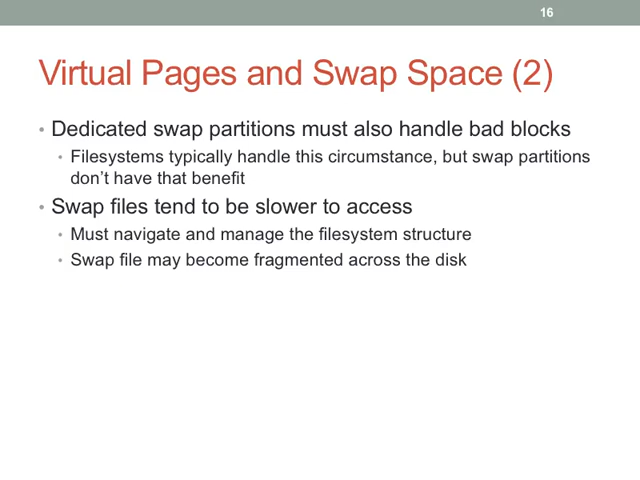 16
Virtual Pages and Swap Space (2)
• Dedicated swap partitions must also handle bad blocks
• Filesystems typically handle this circumstance, but swap partitions
don't have that benefit
• Swap files tend to be slower to access
• Must navigate and manage the filesystem structure
• Swap file may become fragmented across the disk